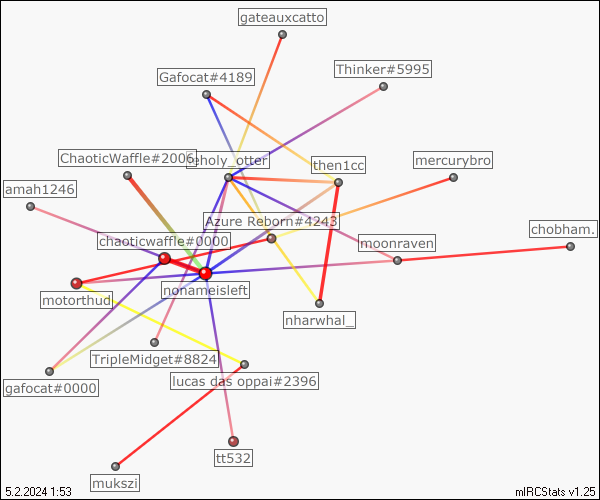 gateauxcatto
Thinker#5995
Gafocat#4189
ChaoticWaffle#2006
eholy_otter
then1cc
mercurybro
amah1246
Azure Reborn#4243
chobham.
chaoticwaffle#0000
moonraven
nonameisleft
motorthud
nharwhal_
TripleMidget#8824
lucas das oppai#2396
gafocat#0000
tt532
mukszi
5.2.2024 1:53
mIRCStats v1.25